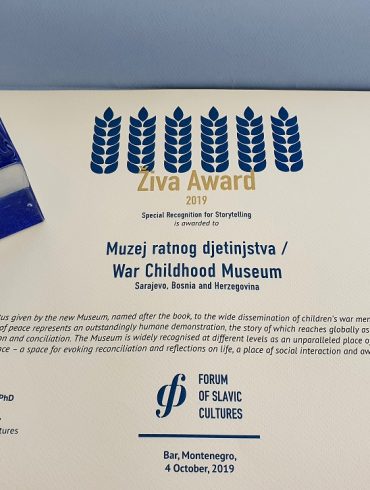 Živa Award
2019
Special Recognition for Storytelling
is awarded to
Muzej ratnog djetinjstva /
War Childhood Museum
Sarajevo, Bosnia and Herzegovina
given by the new Museum, named after the book, to the wide dissemination of children's war
of peace represents an outstandingly humane demonstration, the story of which reaches globally as
and conciliation. The Museum is widely recognised at different levels as an unparalleled place of
– a space for evoking reconciliation and reflections on life, a place of social interaction and
PhD
FORUM
OF SLAVIC
CULTURES
Bar, Montenegro,
4 October, 2019